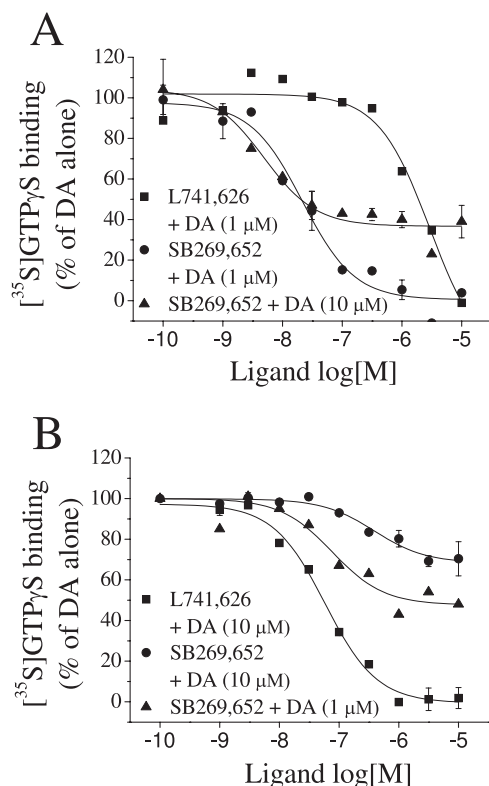 A
[³⁵S]GTPγS binding
(% of DA alone)
120
100
80
60
40
20
0
L741,626
+ DA (1 μM)
SB269,652
+ DA (1 μM)
SB269,652 + DA (10 μM)
-10 -9 -8 -7 -6 -5
Ligand log[M]
B
[³⁵S]GTPγS binding
(% of DA alone)
120
100
80
60
40
20
0
L741,626
+ DA (10 μM)
SB269,652
+ DA (10 μM)
SB269,652 + DA (1 μM)
-10 -9 -8 -7 -6 -5
Ligand log[M]